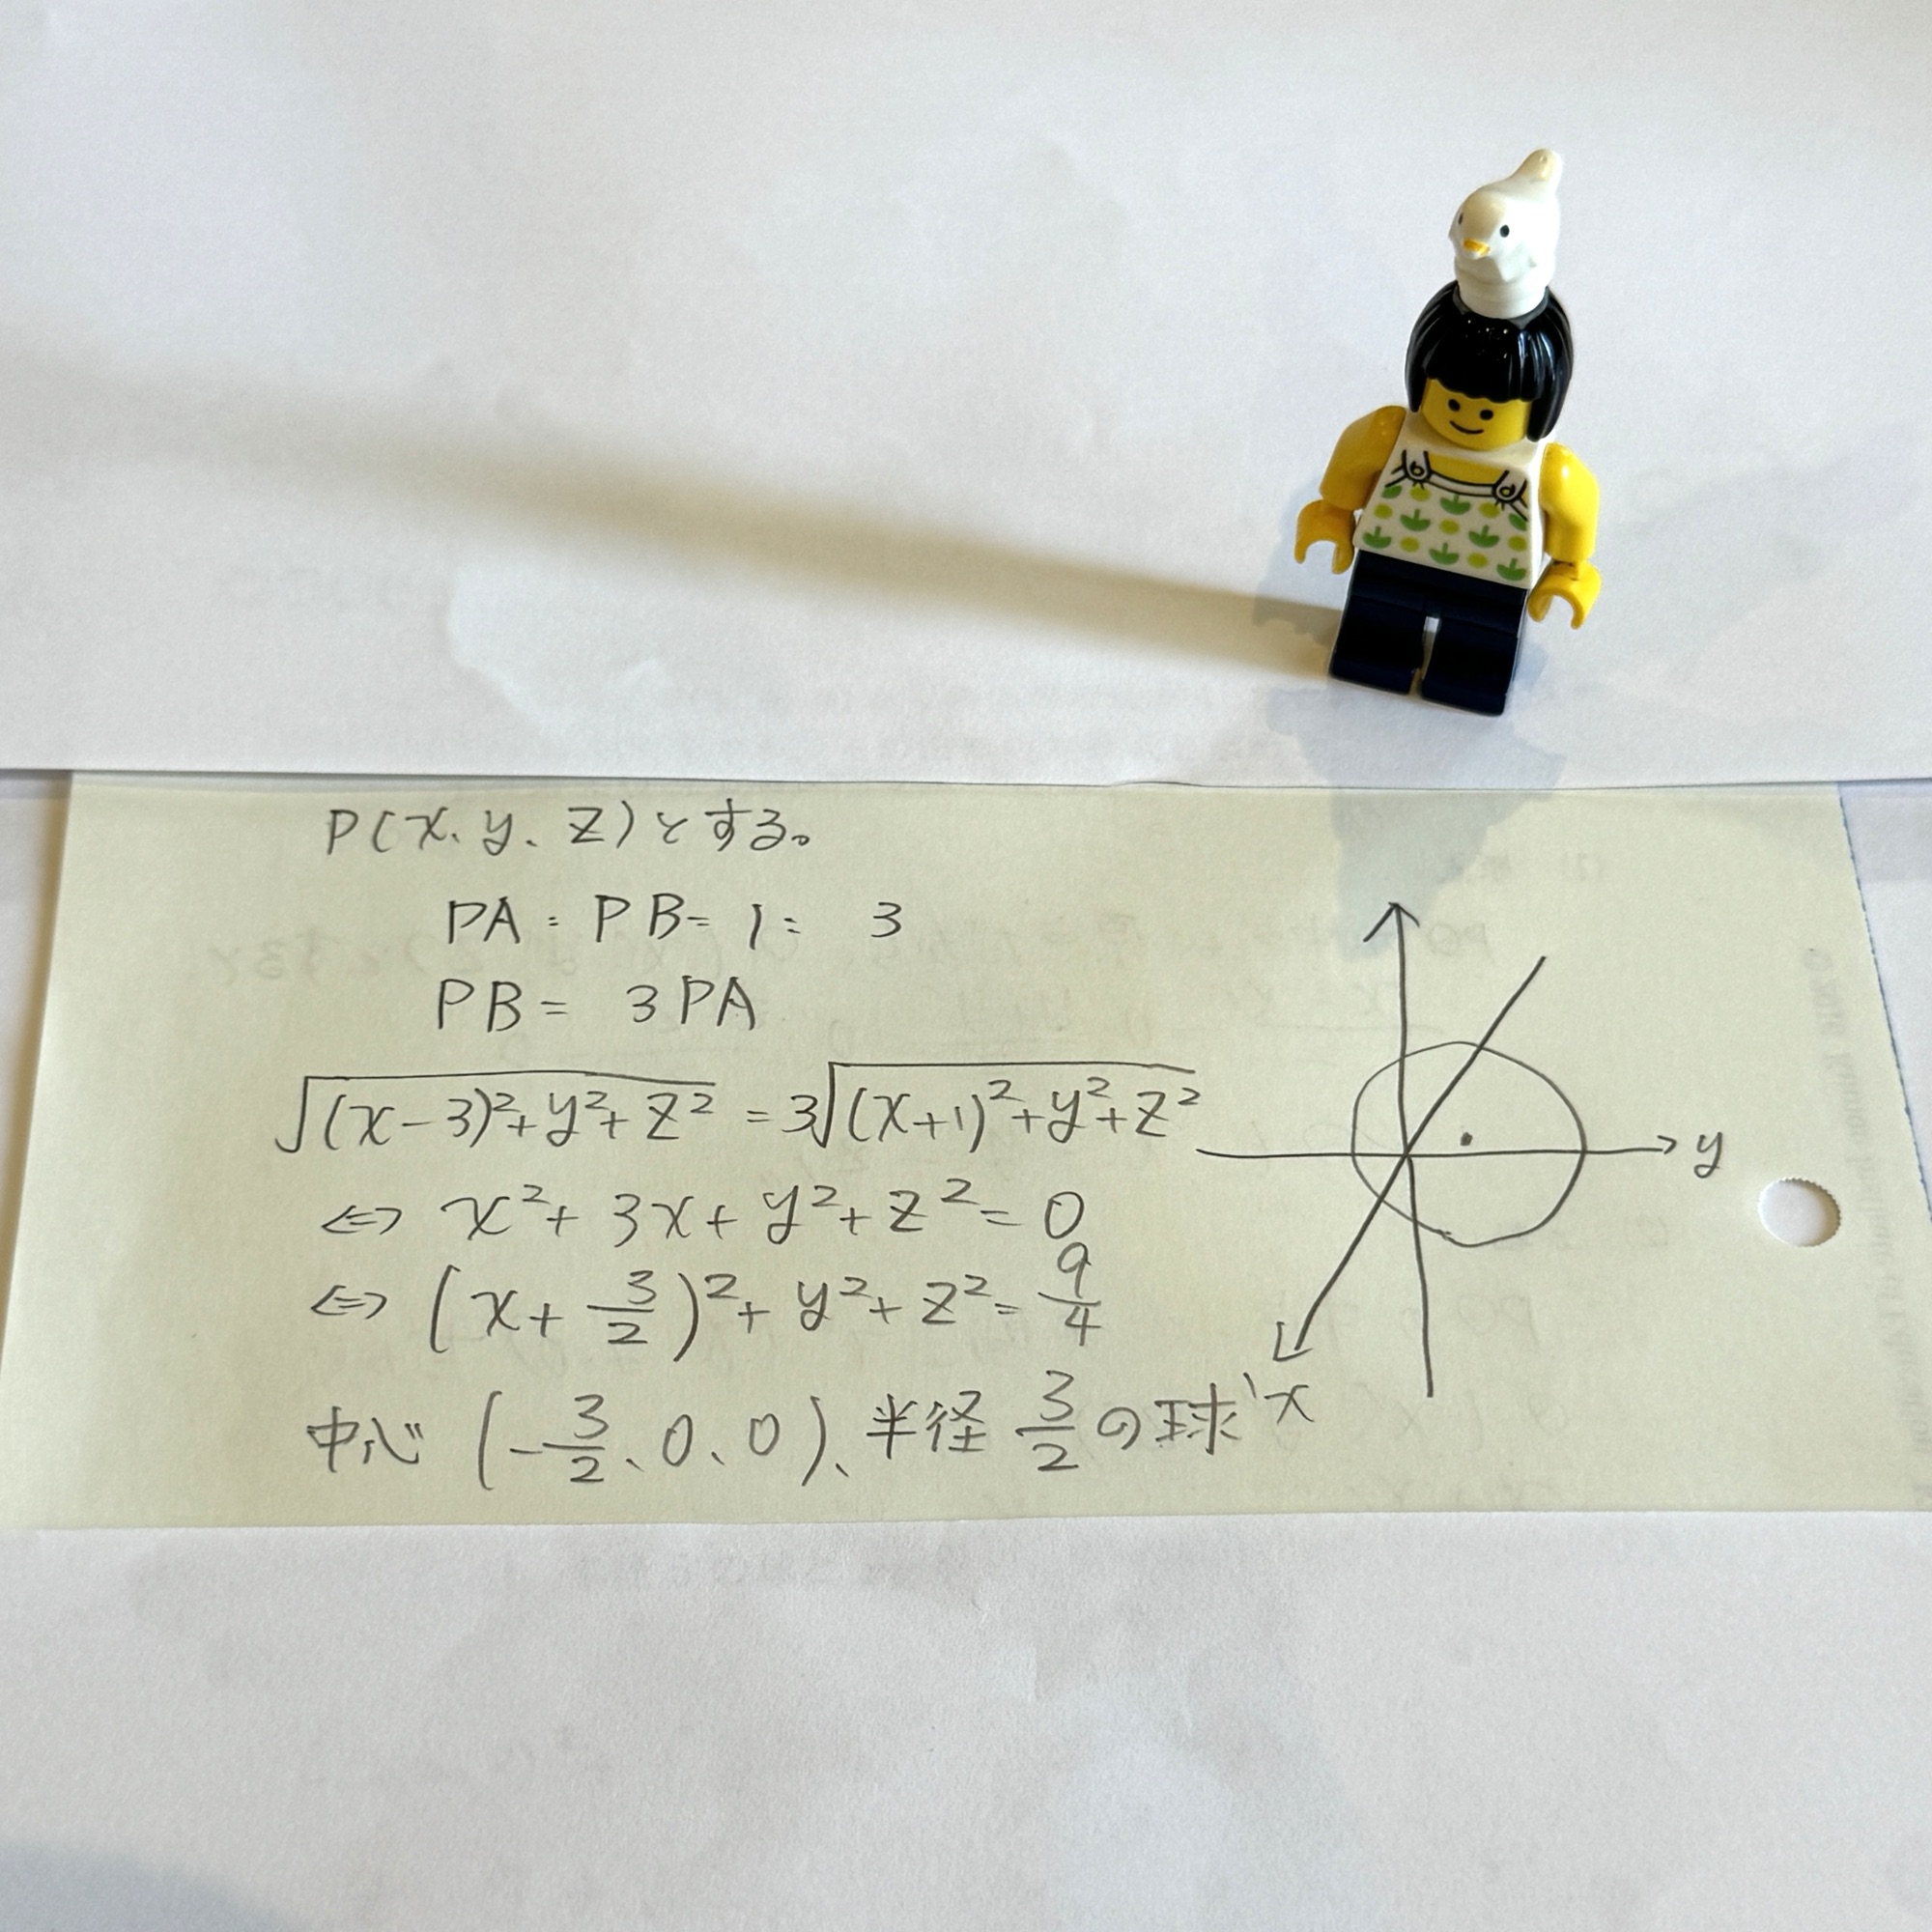 P(x、y、z)とする。
PA:PB=1:3
PB=3PA
√((x-3)²+y²+z²)=3√((x+1)²+y²+z²)
⇔ x²+3x+y²+z²=0
⇔ (x+3/2)²+y²+z²=9/4
中心(-3/2、0、0)、半径3/2の球
y
x